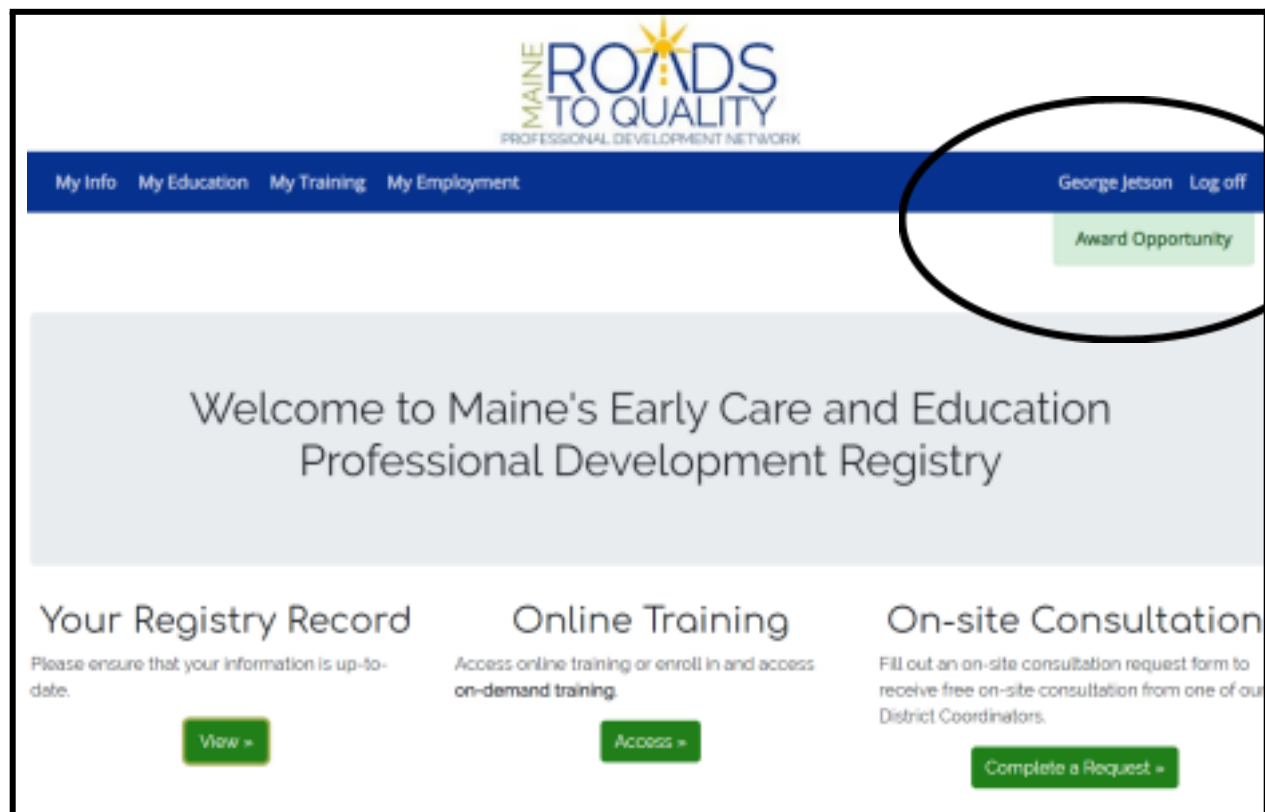 MAINE
ROADS
TO QUALITY
PROFESSIONAL DEVELOPMENT NETWORK
My Info My Education My Training My Employment George Jetson Log off
Award Opportunity
Welcome to Maine's Early Care and Education
Professional Development Registry
Your Registry Record
Please ensure that your information is up-to-
date.
View »
Online Training
Access online training or enroll in and access
on-demand training.
Access »
On-site Consultation
Fill out an on-site consultation request form to
receive free on-site consultation from one of our
District Coordinators.
Complete a Request »